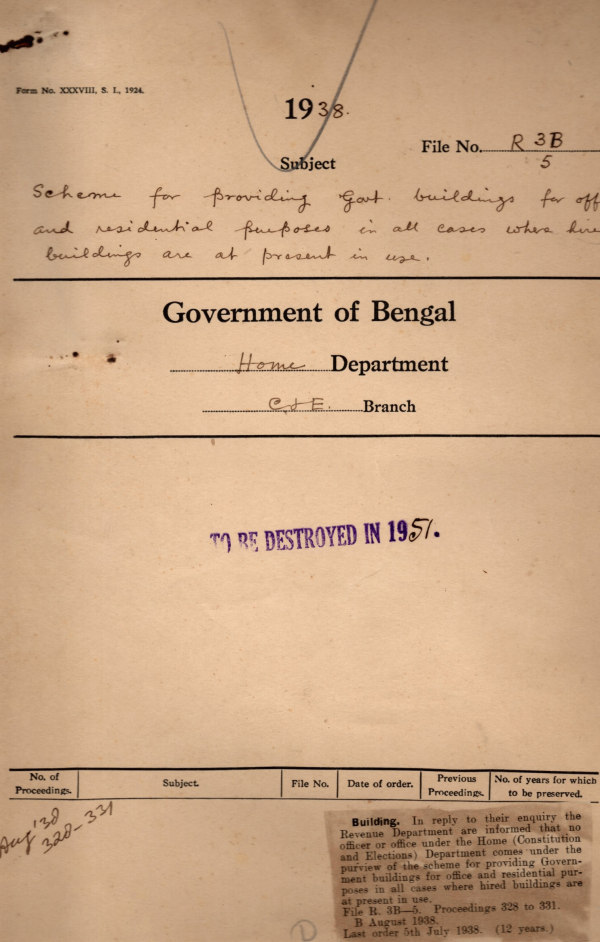 Form No. XXXVIII, S. I., 1924.
1938.
File No. R 3B
5
Subject
Scheme for providing Govt. buildings for off
and residential purposes in all cases where hire
buildings are at present in use.
Government of Bengal
Home Department
C & E. Branch
TO BE DESTROYED IN 1951.
No. of Proceedings. Subject. File No. Date of order. Previous Proceedings. No. of years for which to be preserved.
Aug '38
328-331
Building. In reply to their enquiry the
Revenue Department are informed that no
officer or office under the Home (Constitution
and Elections) Department comes under the
purview of the scheme for providing Govern-
ment buildings for office and residential pur-
poses in all cases where hired buildings are
at present in use.
File R. 3B—5. Proceedings 328 to 331.
B August 1938.
Last order 5th July 1938. (12 years.)
D